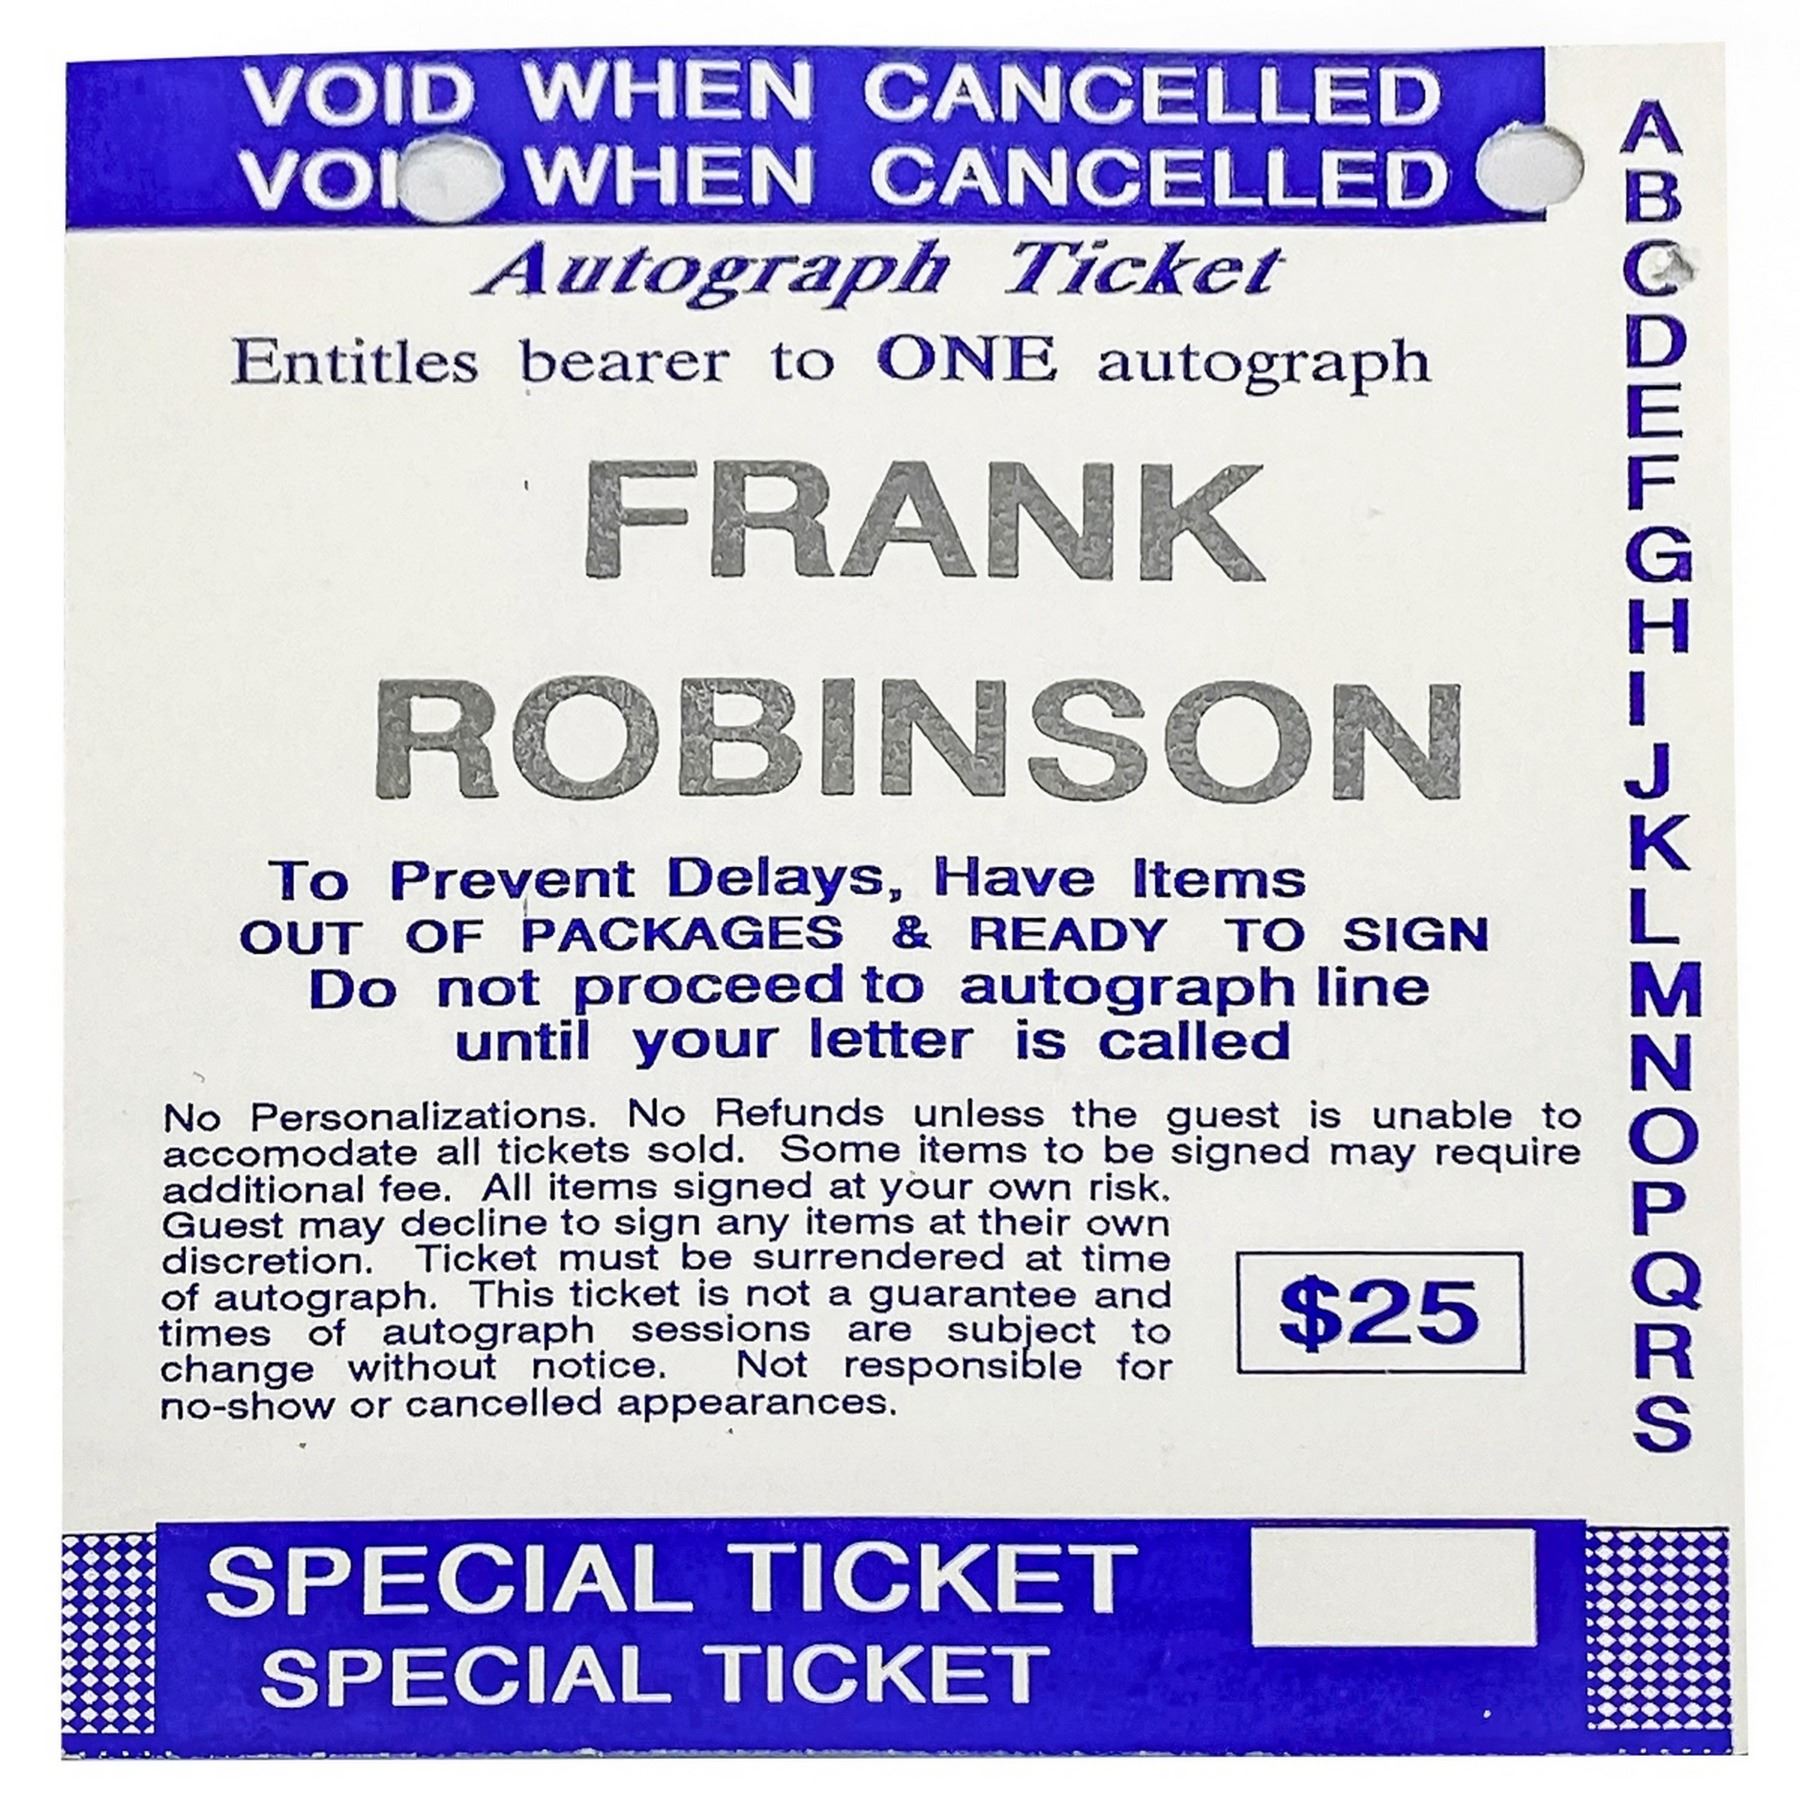 VOID WHEN CANCELLED
VOI WHEN CANCELLED
Autograph Ticket
Entitles bearer to ONE autograph
FRANK
ROBINSON
To Prevent Delays, Have Items
OUT OF PACKAGES & READY TO SIGN
Do not proceed to autograph line
until your letter is called
No Personalizations. No Refunds unless the guest is unable to
accomodate all tickets sold. Some items to be signed may require
additional fee. All items signed at your own risk.
Guest may decline to sign any items at their own
discretion. Ticket must be surrendered at time
of autograph. This ticket is not a guarantee and
times of autograph sessions are subject to
change without notice. Not responsible for
no-show or cancelled appearances.
$25
SPECIAL TICKET
SPECIAL TICKET
A
B
C
D
E
F
G
H
I
J
K
L
M
N
O
P
Q
R
S